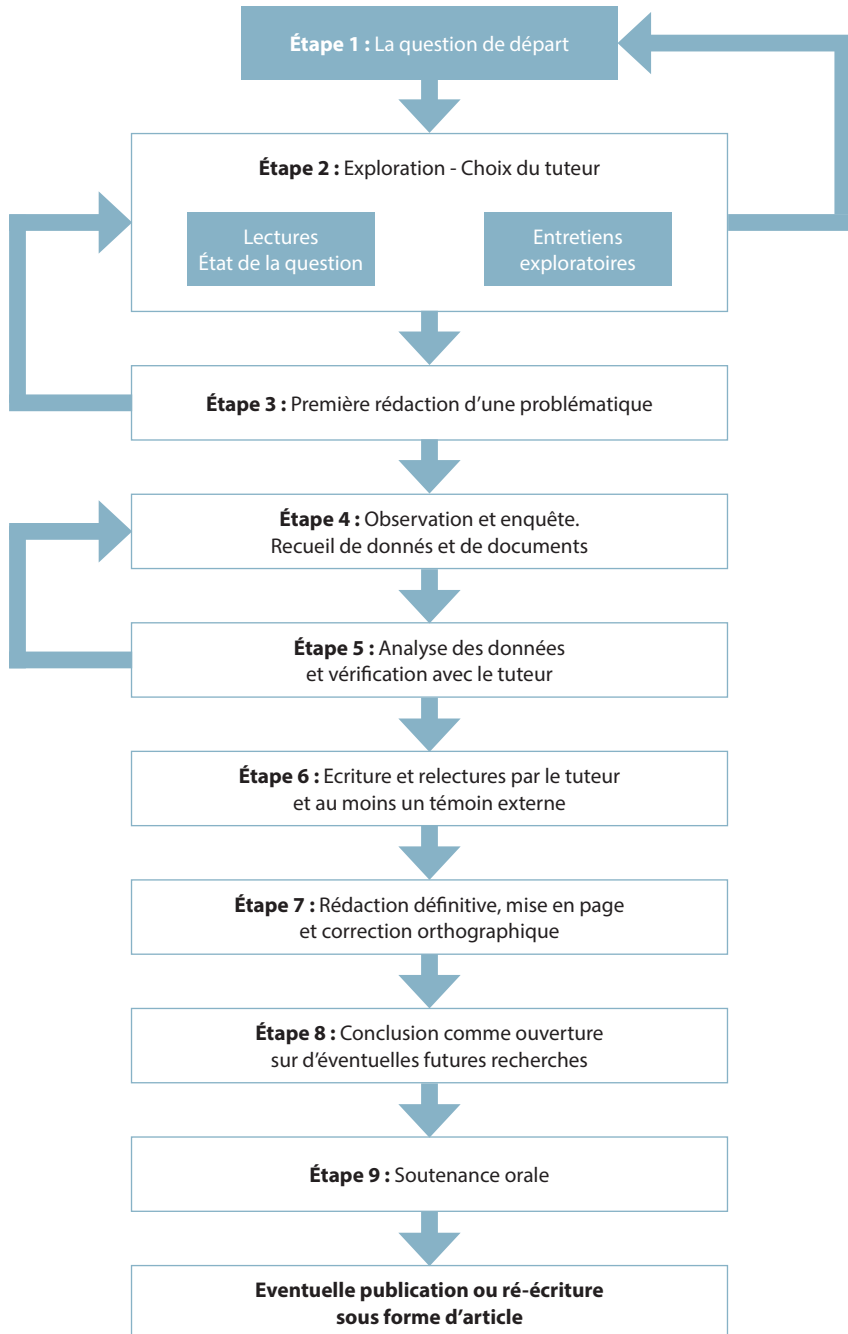 Étape 1 : La question de départ
Étape 2 : Exploration - Choix du tuteur
Lectures
État de la question
Entretiens
exploratoires
Étape 3 : Première rédaction d’une problématique
Étape 4 : Observation et enquête.
Recueil de donnés et de documents
Étape 5 : Analyse des données
et vérification avec le tuteur
Étape 6 : Ecriture et relectures par le tuteur
et au moins un témoin externe
Étape 7 : Rédaction définitive, mise en page
et correction orthographique
Étape 8 : Conclusion comme ouverture
sur d’éventuelles futures recherches
Étape 9 : Soutenance orale
Eventuelle publication ou ré-écriture
sous forme d’article